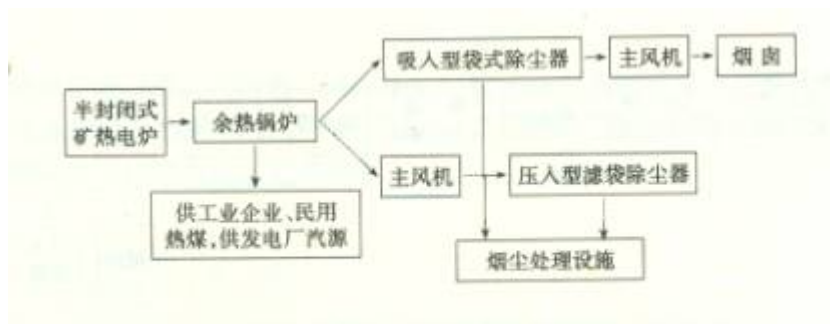 吸入型袋式除尘器
主风机
烟 囱
半封闭式
矿热电炉
余热锅炉
主风机
压入型滤袋除尘器
供工业企业、民用
热煤,供发电厂汽源
烟尘处理设施